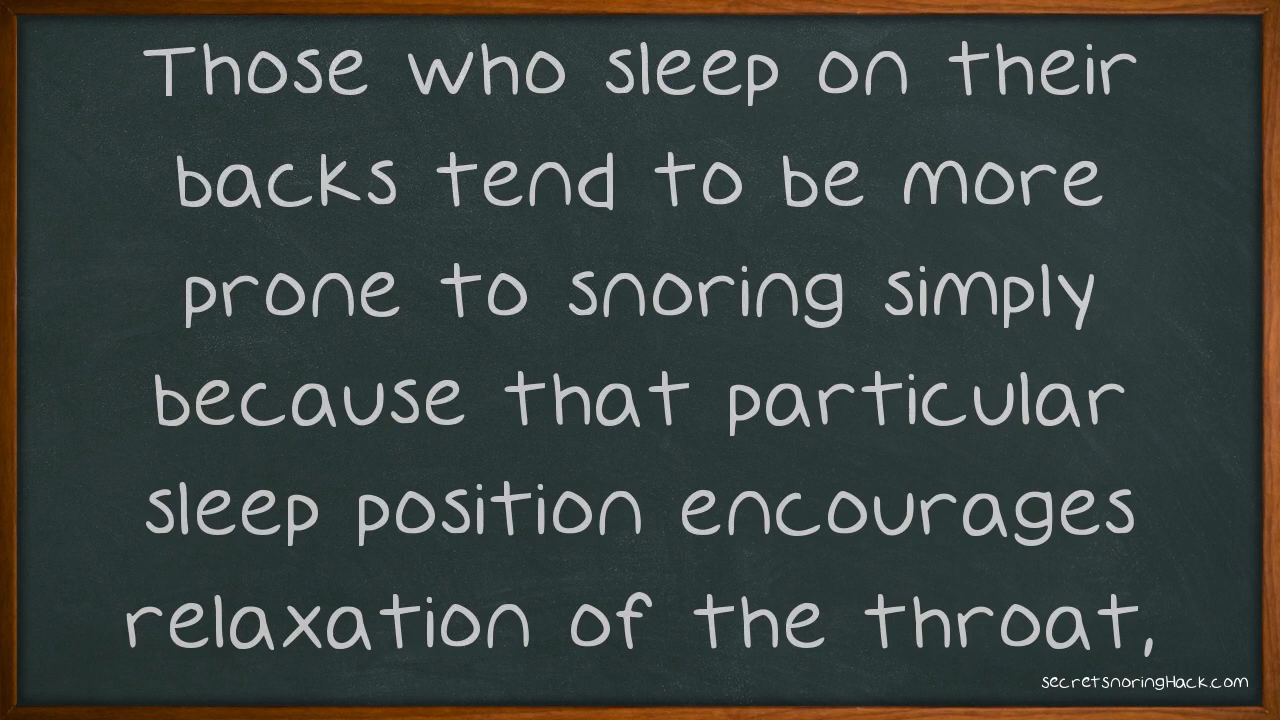 Those who sleep on their
backs tend to be more
prone to snoring simply
because that particular
sleep position encourages
relaxation of the throat,
secretsnoringHack.com